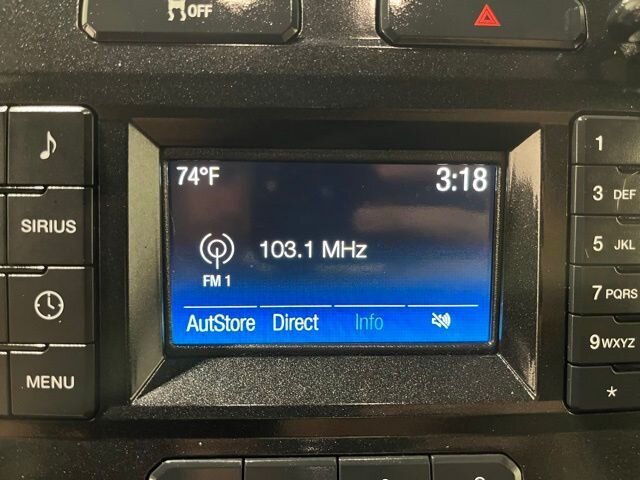 OFF
74°F 3:18
103.1 MHz
FM 1
AutStore Direct Info
SIRIUS
MENU
1
3 DEF
5 JKL
7 PQRS
9 WXYZ
*